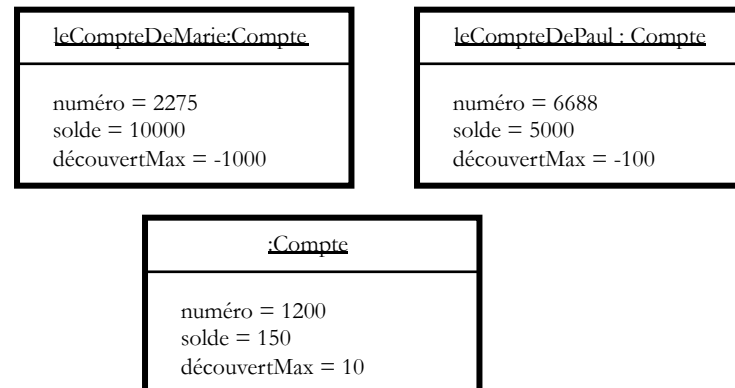 leCompteDeMarie:Compte
numéro = 2275
solde = 10000
découvertMax = -1000
leCompteDePaul : Compte
numéro = 6688
solde = 5000
découvertMax = -100
:Compte
numéro = 1200
solde = 150
découvertMax = 10